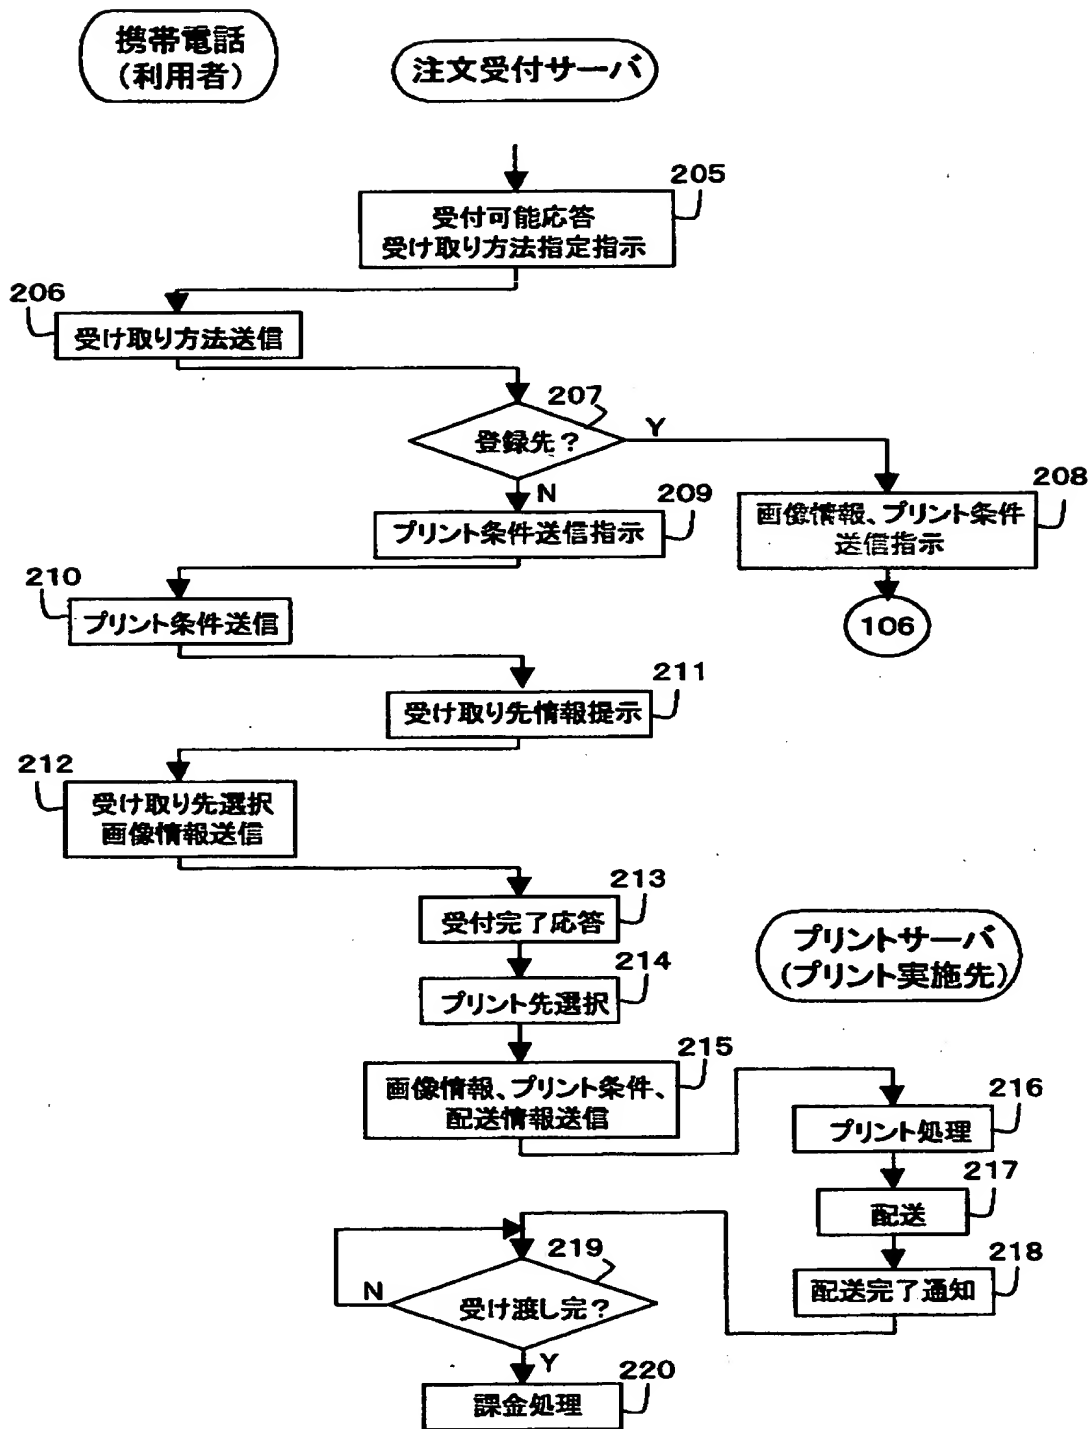 携帯電話
(利用者)
注文受付サーバ
205
受付可能応答
受け取り方法指定指示
206
受け取り方法送信
207
登録先?
Y
N
208
画像情報、プリント条件
送信指示
209
プリント条件送信指示
106
210
プリント条件送信
211
受け取り先情報提示
212
受け取り先選択
画像情報送信
213
受付完了応答
214
プリント先選択
プリントサーバ
(プリント実施先)
215
画像情報、プリント条件、
配送情報送信
216
プリント処理
217
配送
218
配送完了通知
219
受け渡し完?
N
Y
220
課金処理